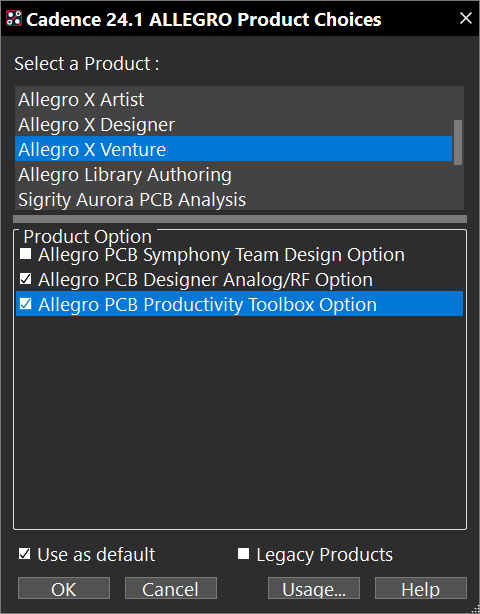 Cadence 24.1 ALLEGRO Product Choices
Select a Product :
Allegro X Artist
Allegro X Designer
Allegro X Venture
Allegro Library Authoring
Sigrity Aurora PCB Analysis
Product Option
Allegro PCB Symphony Team Design Option
Allegro PCB Designer Analog/RF Option
Allegro PCB Productivity Toolbox Option
Use as default Legacy Products
OK Cancel Usage... Help